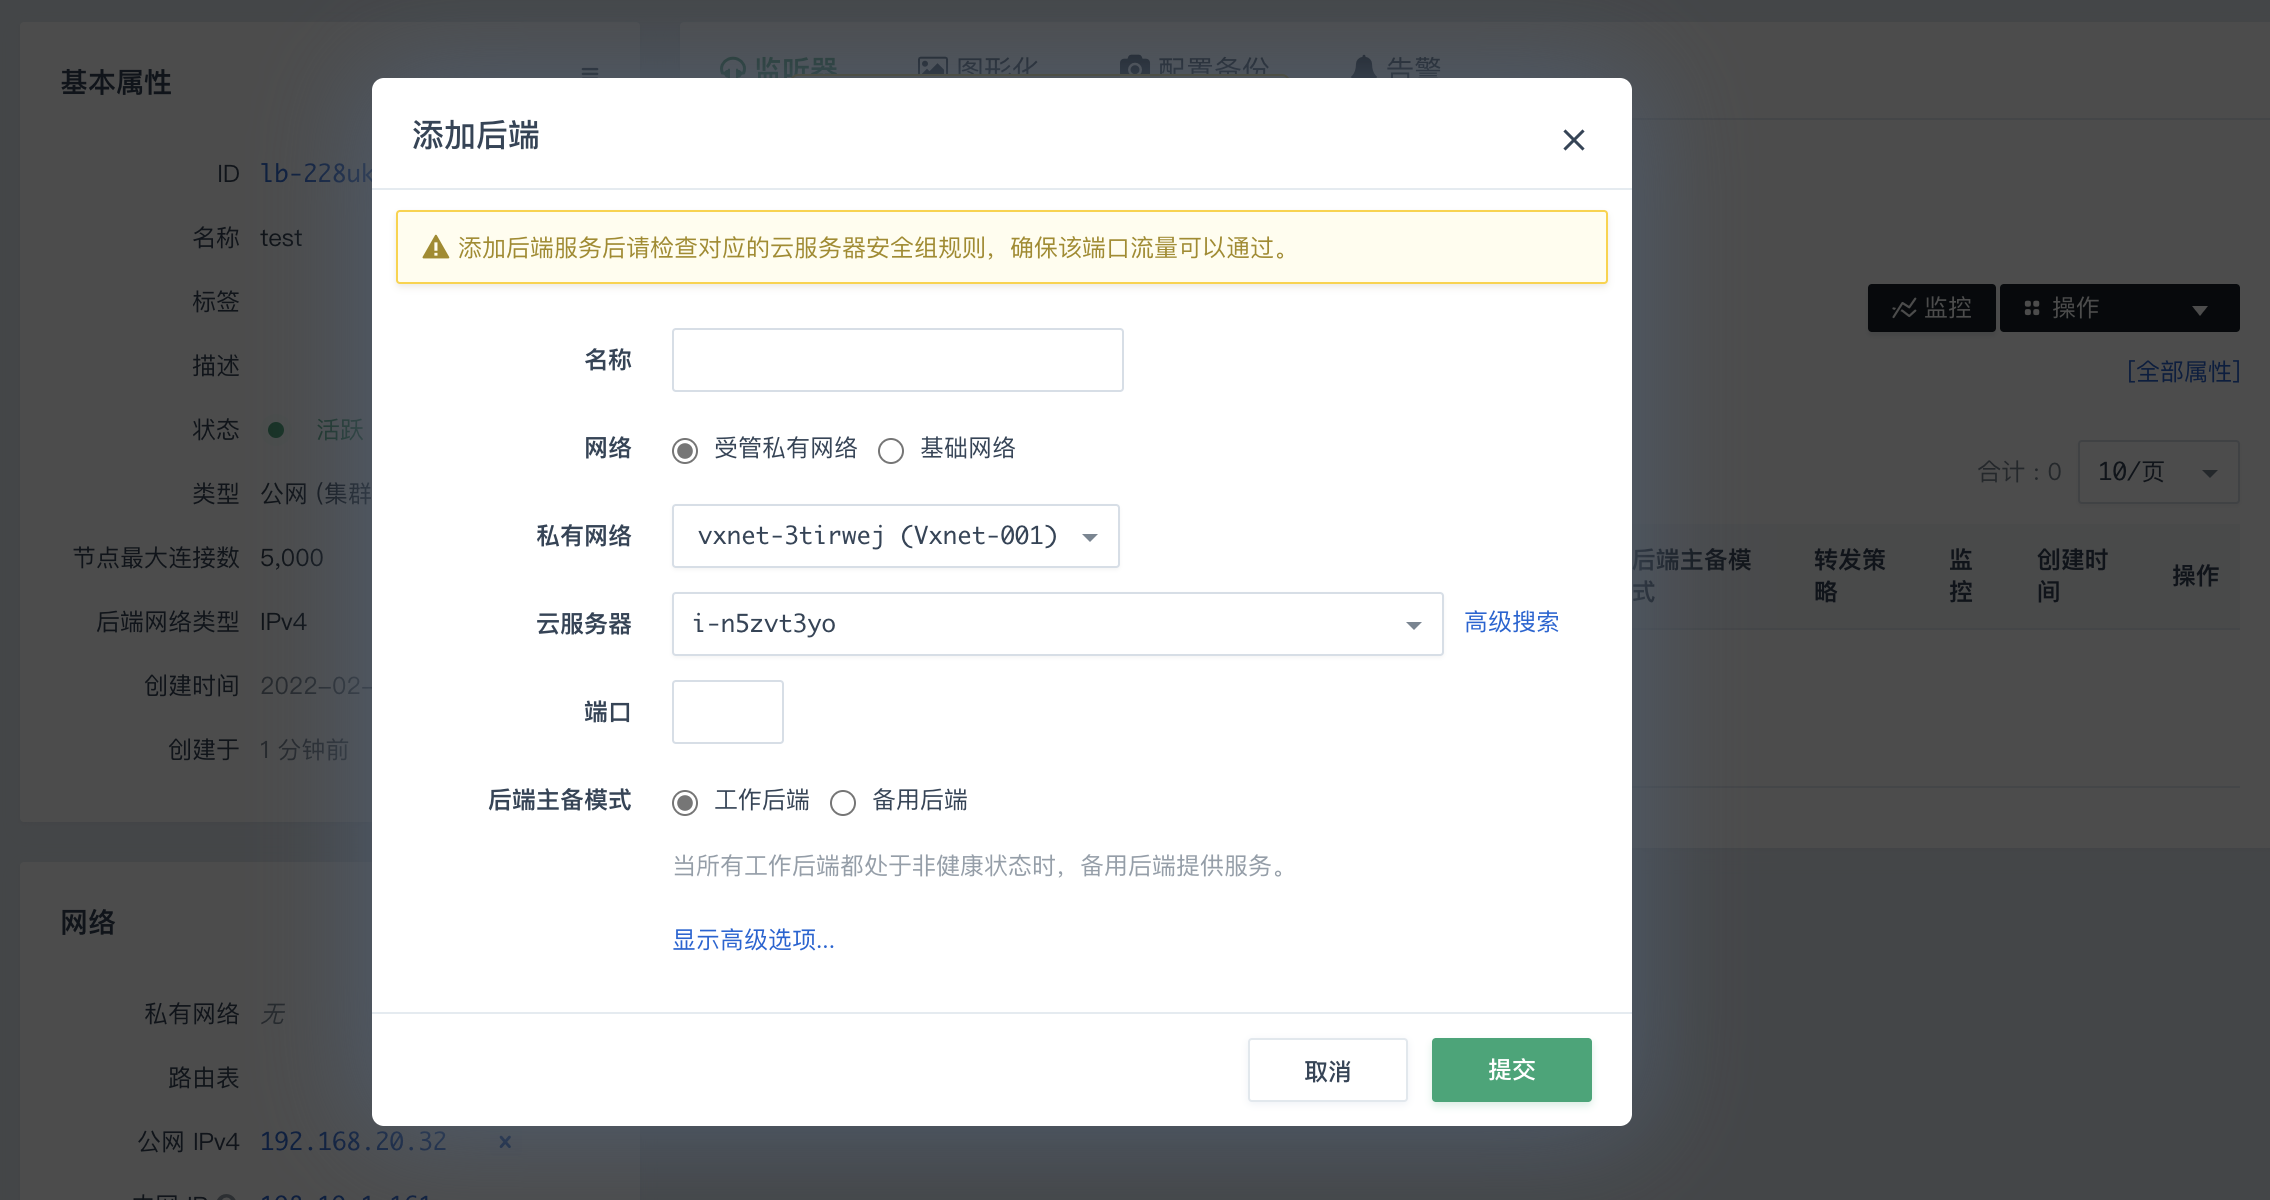 基本属性
ID lb-228uk
名称 test
标签
描述
状态 活跃
类型 公网 (集群
节点最大连接数 5,000
后端网络类型 IPv4
创建时间 2022-02-
创建于 1 分钟前
网络
私有网络 无
路由表
公网 IPv4 192.168.20.32 ×
监听器 图形化 配置备份 告警
监控 操作
[全部属性]
合计：0 10/页
后端主备模式 转发策略 监控 创建时间 操作
添加后端
添加后端服务后请检查对应的云服务器安全组规则，确保该端口流量可以通过。
名称
网络 受管私有网络 基础网络
私有网络 vxnet-3tirwej (Vxnet-001)
云服务器 i-n5zvt3yo 高级搜索
端口
后端主备模式 工作后端 备用后端
当所有工作后端都处于非健康状态时，备用后端提供服务。
显示高级选项...
取消 提交